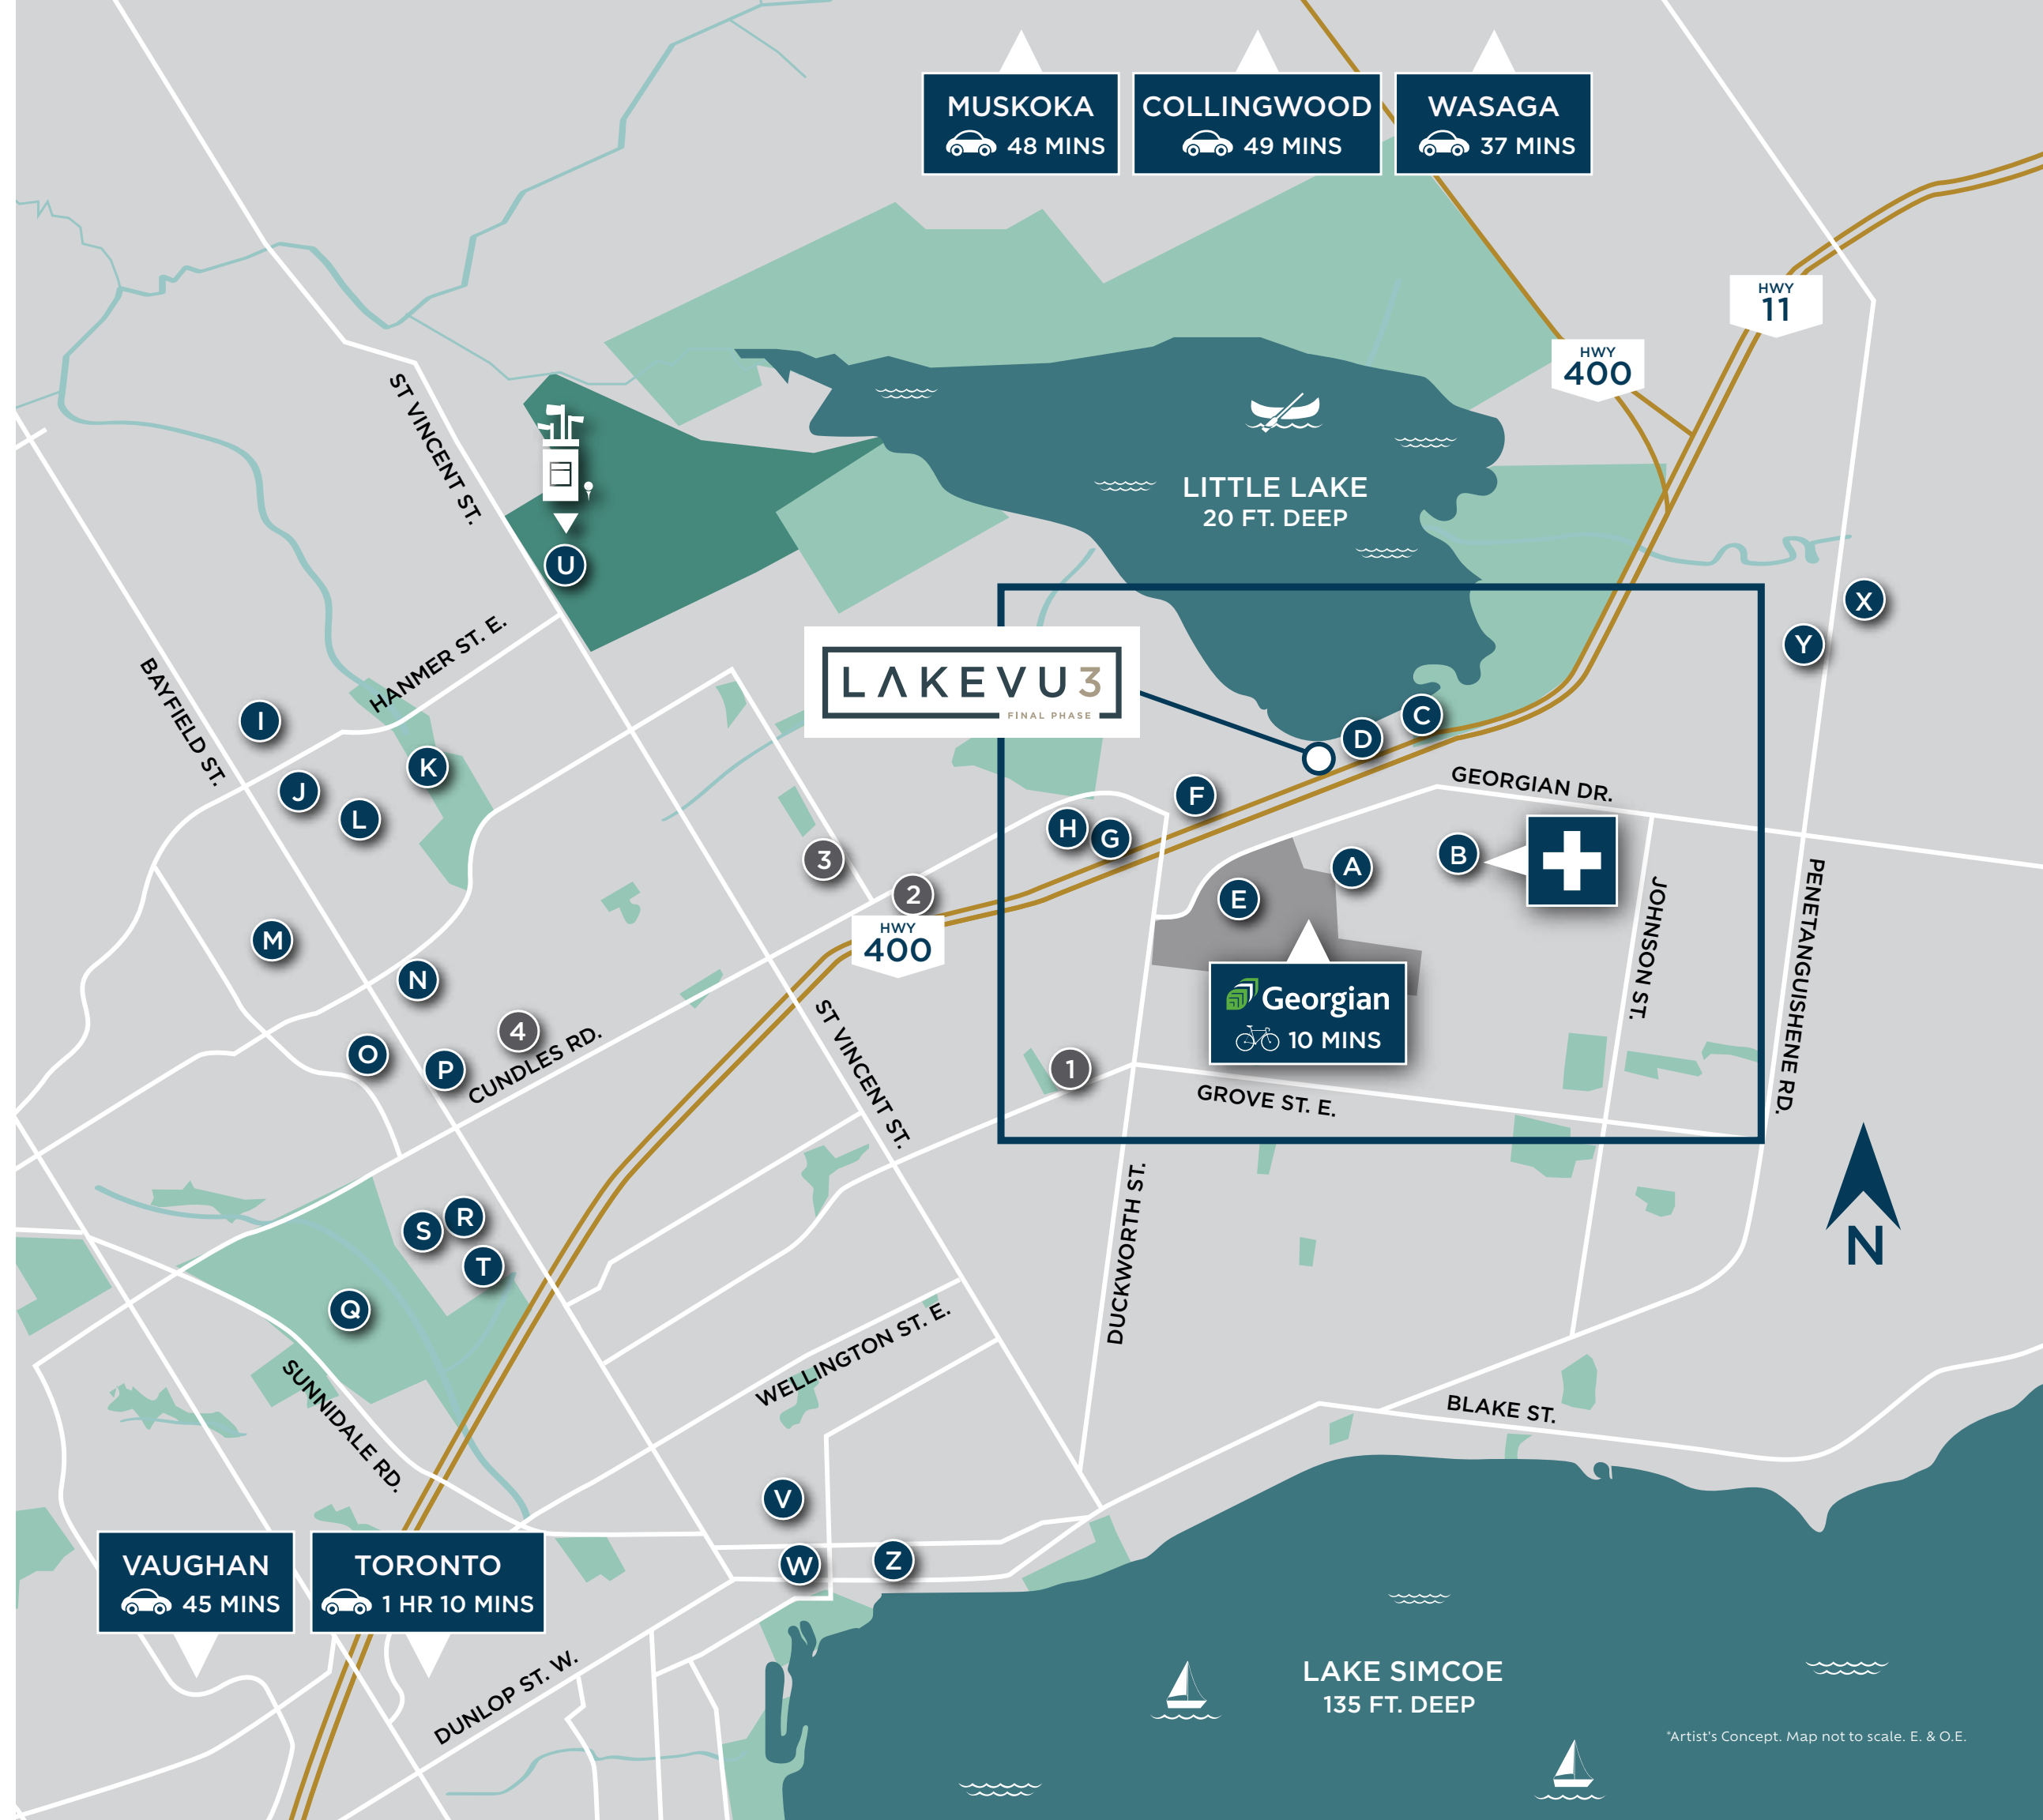 MUSKOKA
48 MINS
COLLINGWOOD
49 MINS
WASAGA
37 MINS
HWY
11
HWY
400
ST VINCENT ST.
LITTLE LAKE
20 FT. DEEP
U
X
Y
HANMER ST. E.
BAYFIELD ST.
LAKEVU3
FINAL PHASE
I
J
K
L
C
D
F
H
G
GEORGIAN DR.
A
B
E
3
2
HWY
400
JOHNSON ST.
PENETANGUISHENE RD.
M
N
O
P
4
CUNDLES RD.
ST VINCENT ST.
Georgian
10 MINS
1
GROVE ST. E.
DUCKWORTH ST.
N
S
R
T
Q
SUNNIDALE RD.
WELLINGTON ST. E.
BLAKE ST.
V
W
Z
VAUGHAN
45 MINS
TORONTO
1 HR 10 MINS
DUNLOP ST. W.
LAKE SIMCOE
135 FT. DEEP
*Artist's Concept. Map not to scale. E. & O.E.